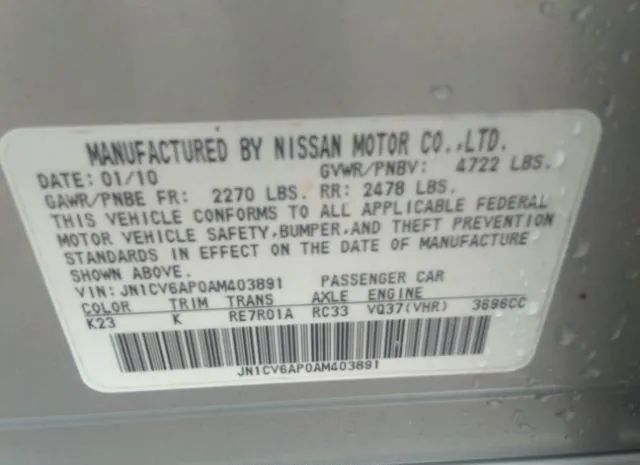 MANUFACTURED BY NISSAN MOTOR CO.,LTD.
DATE: 01/10 GVWR/PNBV: 4722 LBS.
GAWR/PNBE FR: 2270 LBS. RR: 2478 LBS.
THIS VEHICLE CONFORMS TO ALL APPLICABLE FEDERAL
MOTOR VEHICLE SAFETY,BUMPER,AND THEFT PREVENTION
STANDARDS IN EFFECT ON THE DATE OF MANUFACTURE
SHOWN ABOVE.
VIN: JN1CV6AP0AM403891 PASSENGER CAR
COLOR TRIM TRANS AXLE ENGINE
K23 K RE7R01A RC33 VQ37(VHR) 3696CC
JN1CV6AP0AM403891